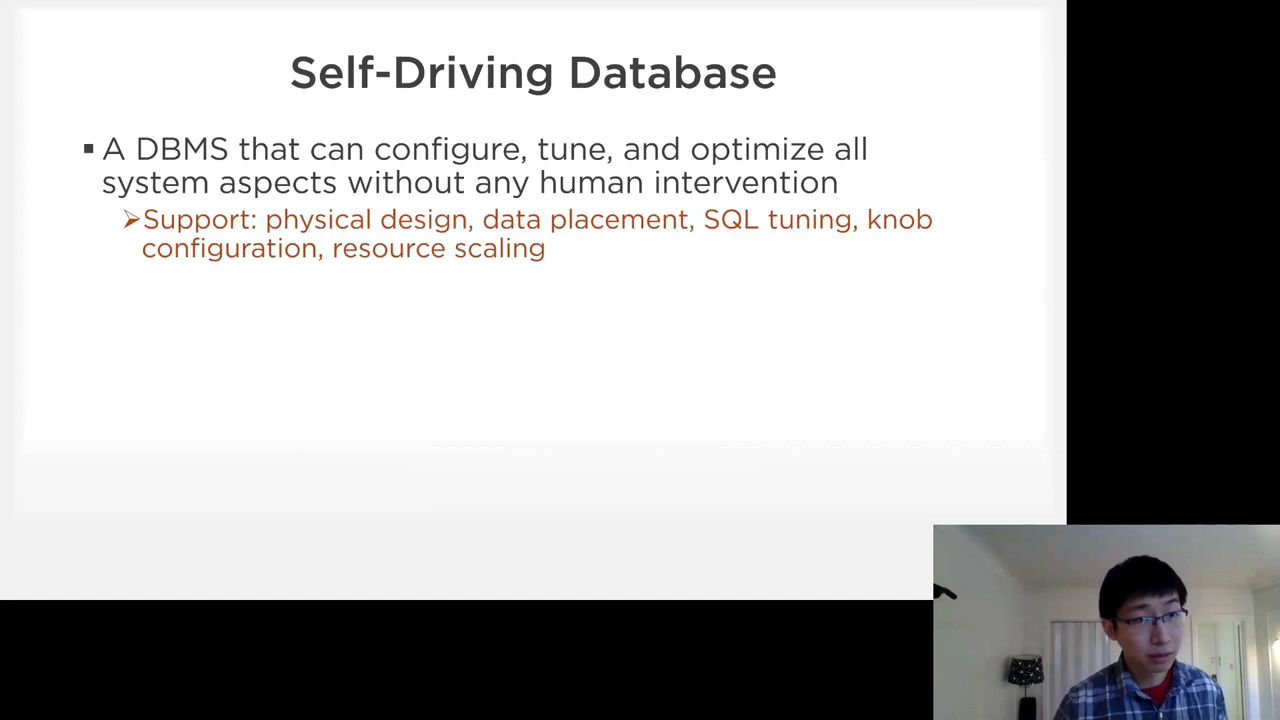 Self-Driving Database
▪ A DBMS that can configure, tune, and optimize all
system aspects without any human intervention
➢Support: physical design, data placement, SQL tuning, knob
configuration, resource scaling